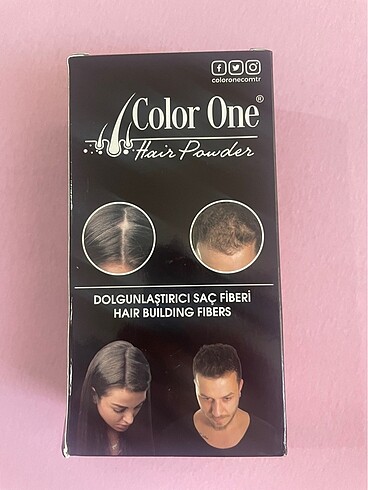 coloronecomtr
Color One®
Hair Powder
DOLGUNLAŞTIRICI SAÇ FİBERİ
HAIR BUILDING FIBERS